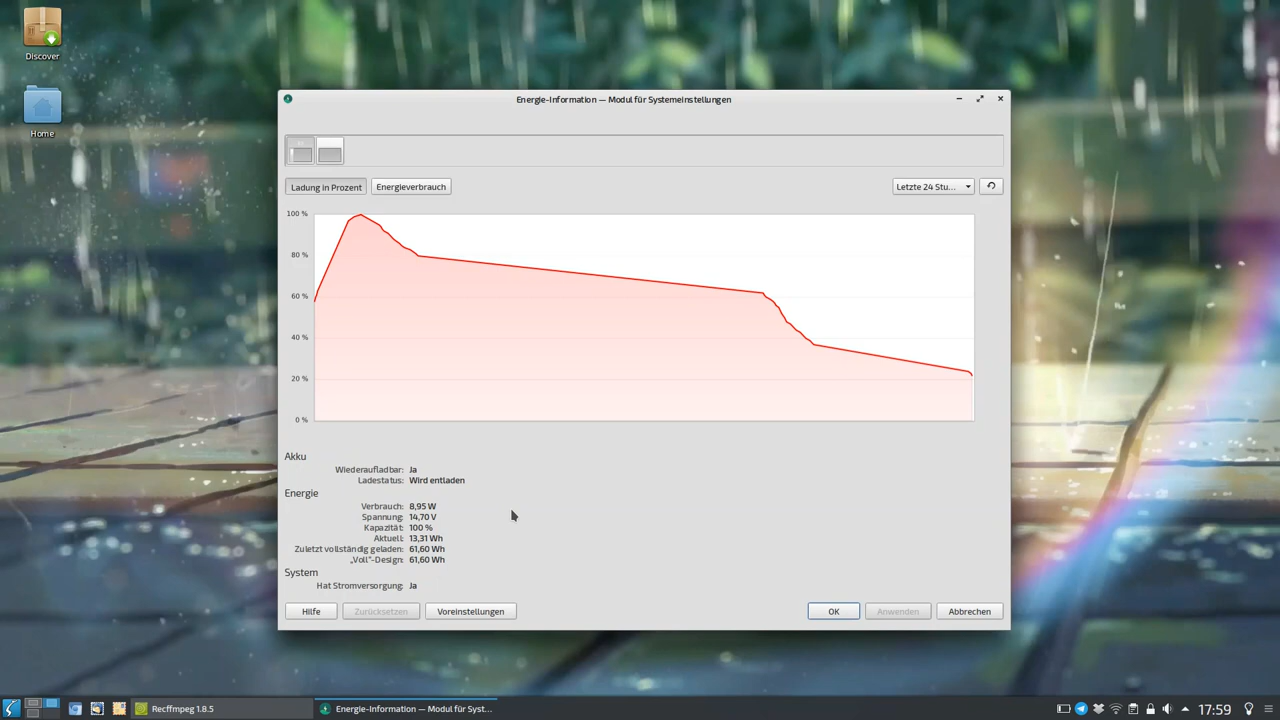 Discover
Home
Energie-Information — Modul für Systemeinstellungen
Ladung in Prozent
Energieverbrauch
Letzte 24 Stu...
100 %
80 %
60 %
40 %
20 %
0 %
Akku
Wiederaufladbar: Ja
Ladestatus: Wird entladen
Energie
Verbrauch: 8,95 W
Spannung: 14,70 V
Kapazität: 100 %
Aktuell: 13,31 Wh
Zuletzt vollständig geladen: 61,60 Wh
„Voll“-Design: 61,60 Wh
System
Hat Stromversorgung: Ja
Hilfe
Zurücksetzen
Voreinstellungen
OK
Anwenden
Abbrechen
Recffmpeg 1.8.5
Energie-Information — Modul für Syst...
17:59